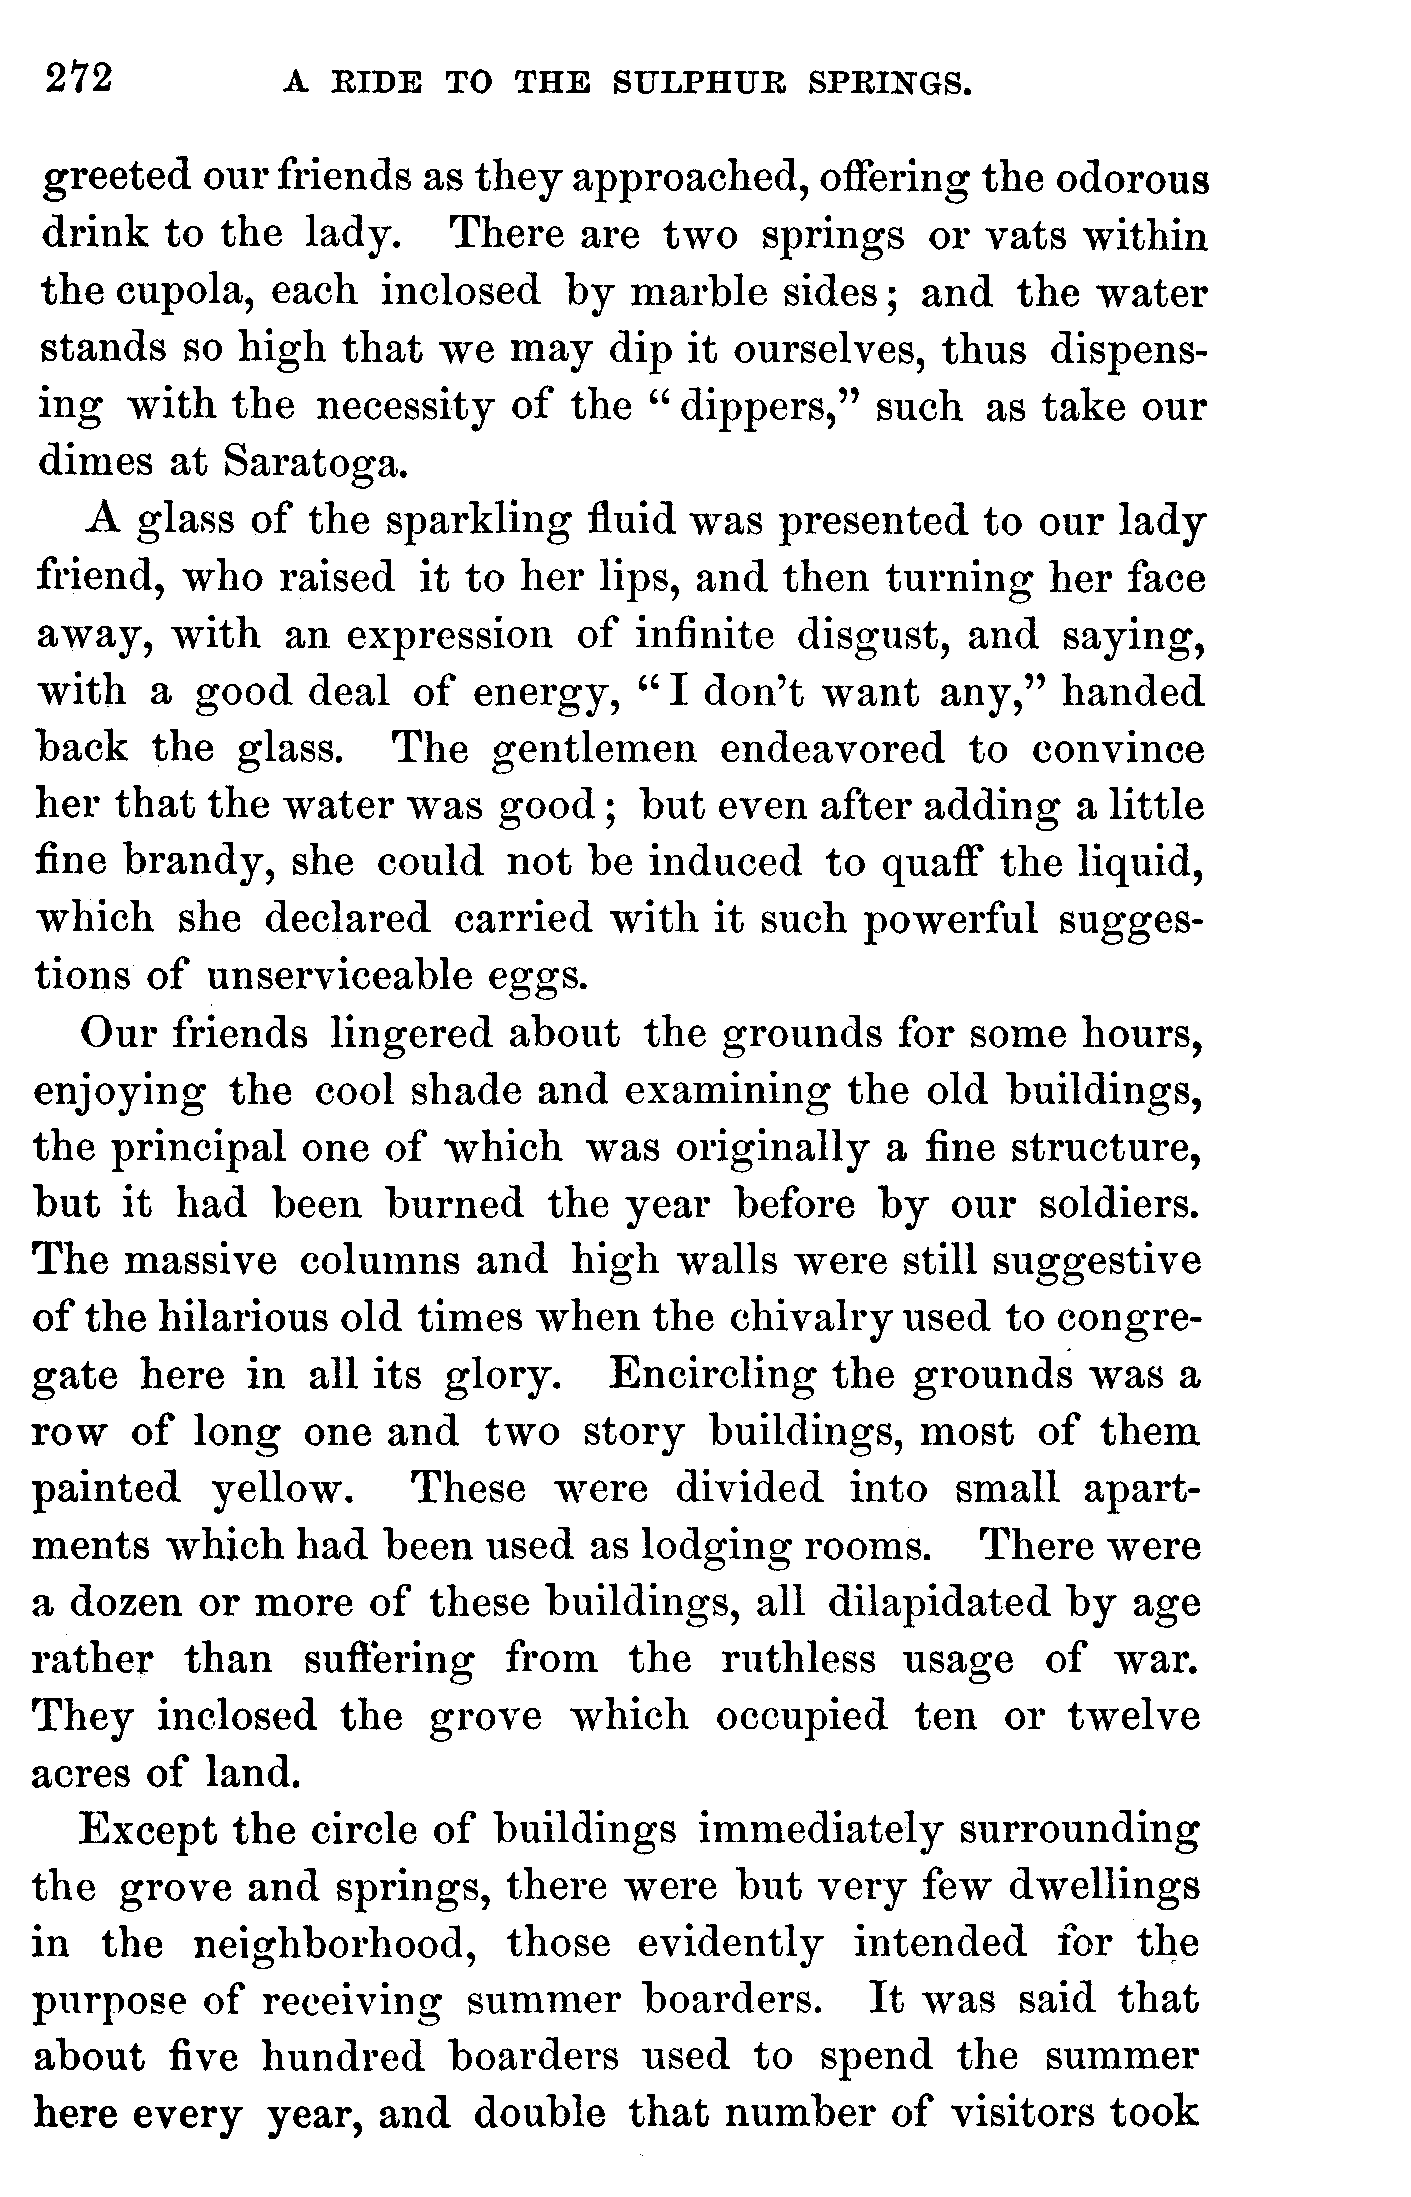 272 A RIDE TO THE SULPHUR SPRINGS.
greeted our friends as they approached, offering the odorous
drink to the lady. There are two springs or vats within
the cupola, each inclosed by marble sides; and the water
stands so high that we may dip it ourselves, thus dispens-
ing with the necessity of the “dippers,” such as take our
dimes at Saratoga.
A glass of the sparkling fluid was presented to our lady
friend, who raised it to her lips, and then turning her face
away, with an expression of infinite disgust, and saying,
with a good deal of energy, “I don’t want any,” handed
back the glass. The gentlemen endeavored to convince
her that the water was good; but even after adding a little
fine brandy, she could not be induced to quaff the liquid,
which she declared carried with it such powerful sugges-
tions of unserviceable eggs.
Our friends lingered about the grounds for some hours,
enjoying the cool shade and examining the old buildings,
the principal one of which was originally a fine structure,
but it had been burned the year before by our soldiers.
The massive columns and high walls were still suggestive
of the hilarious old times when the chivalry used to congre-
gate here in all its glory. Encircling the grounds was a
row of long one and two story buildings, most of them
painted yellow. These were divided into small apart-
ments which had been used as lodging rooms. There were
a dozen or more of these buildings, all dilapidated by age
rather than suffering from the ruthless usage of war.
They inclosed the grove which occupied ten or twelve
acres of land.
Except the circle of buildings immediately surrounding
the grove and springs, there were but very few dwellings
in the neighborhood, those evidently intended for the
purpose of receiving summer boarders. It was said that
about five hundred boarders used to spend the summer
here every year, and double that number of visitors took